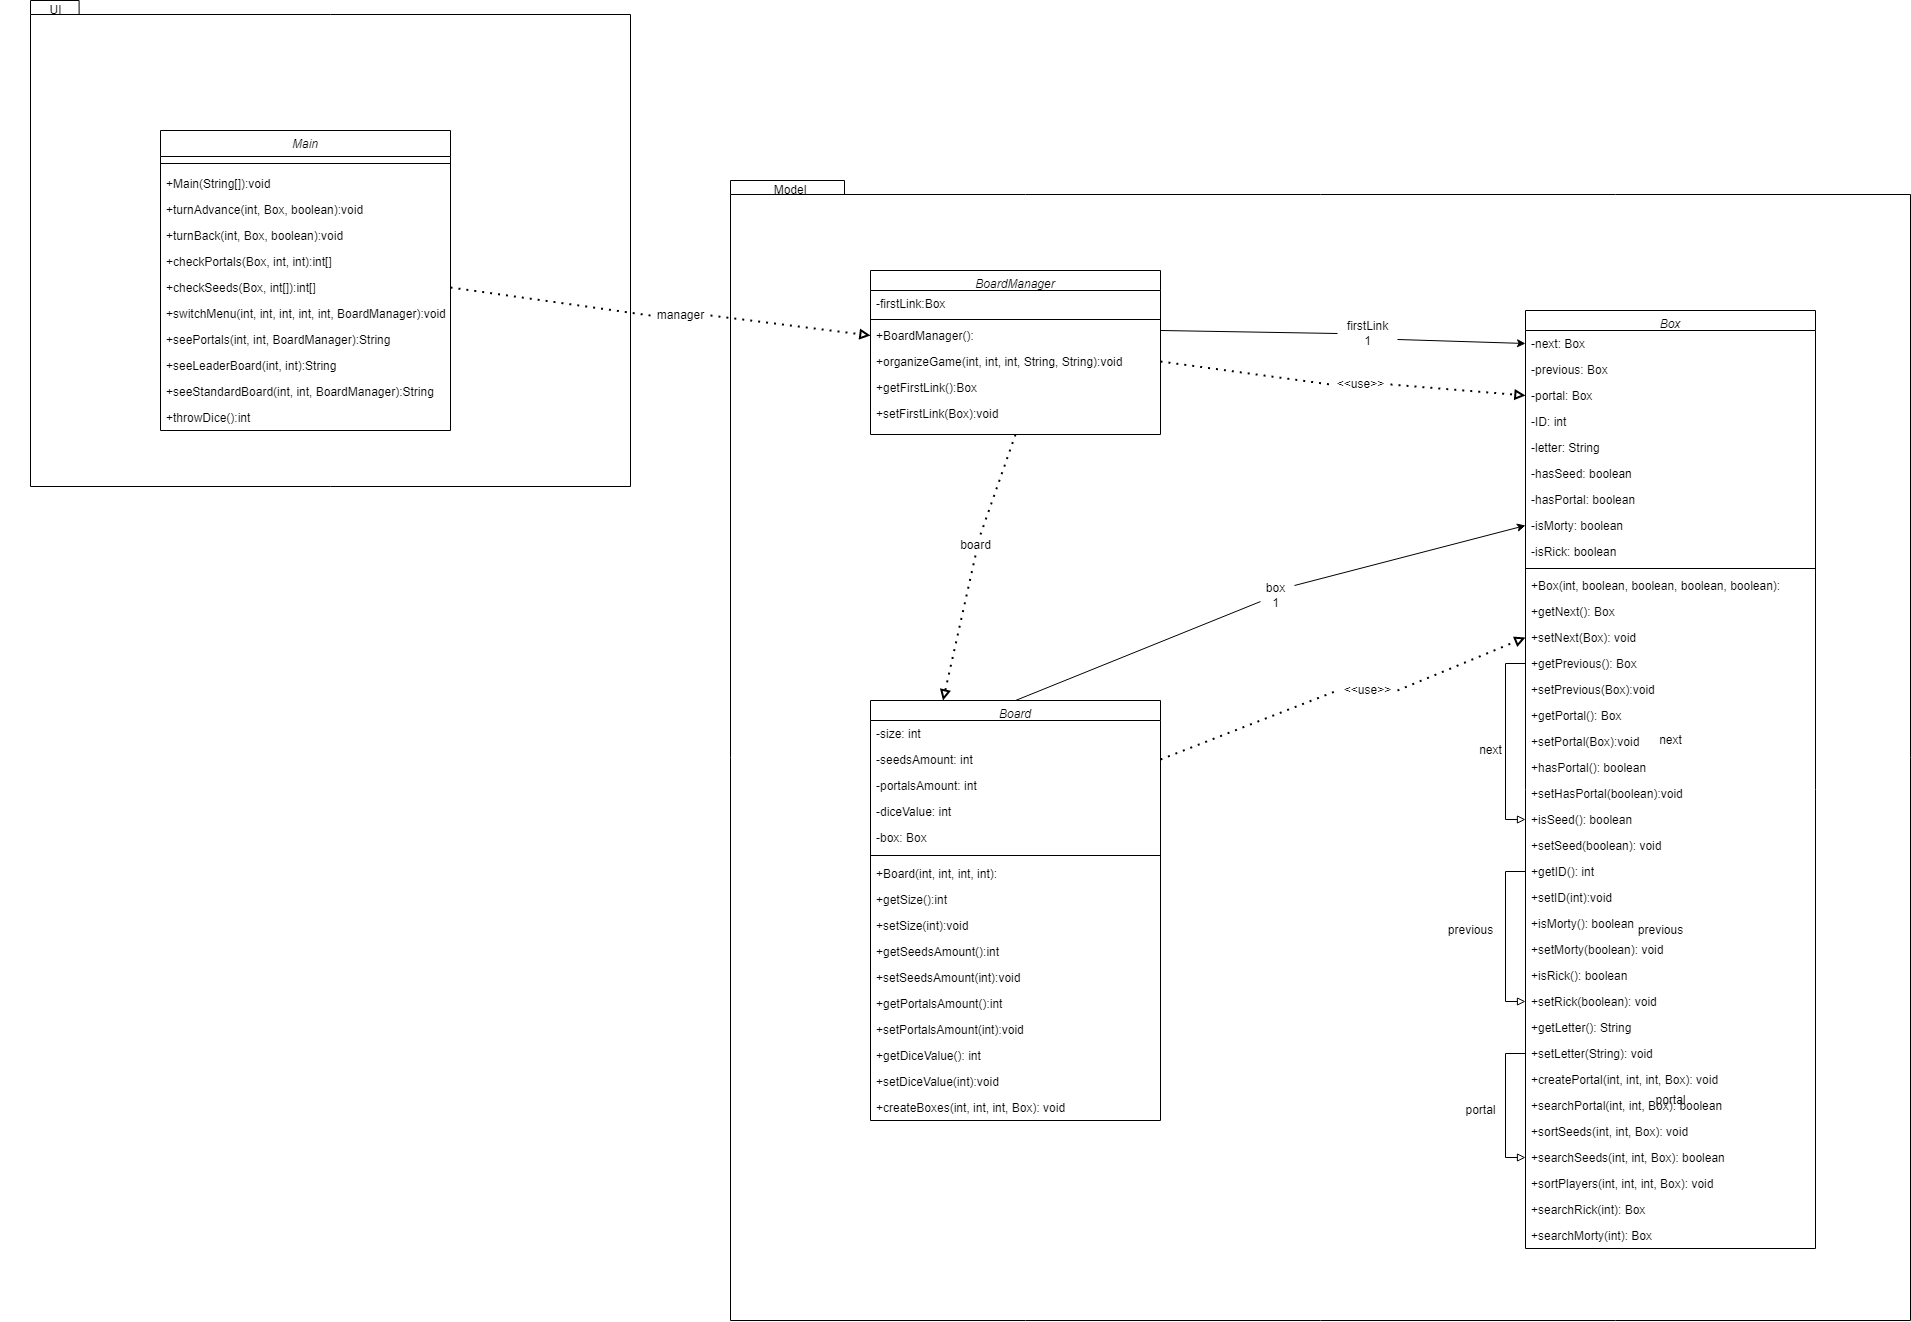 UI
Main
+Main(String[]):void
+turnAdvance(int, Box, boolean):void
+turnBack(int, Box, boolean):void
+checkPortals(Box, int, int):int[]
+checkSeeds(Box, int[]):int[]
+switchMenu(int, int, int, int, int, BoardManager):void
+seePortals(int, int, BoardManager):String
+seeLeaderBoard(int, int):String
+seeStandardBoard(int, int, BoardManager):String
+throwDice():int
manager
Model
BoardManager
-firstLink:Box
+BoardManager():
+organizeGame(int, int, int, String, String):void
+getFirstLink():Box
+setFirstLink(Box):void
firstLink
1
<<use>>
board
box
1
<<use>>
Board
-size: int
-seedsAmount: int
-portalsAmount: int
-diceValue: int
-box: Box
+Board(int, int, int, int):
+getSize():int
+setSize(int):void
+getSeedsAmount():int
+setSeedsAmount(int):void
+getPortalsAmount():int
+setPortalsAmount(int):void
+getDiceValue(): int
+setDiceValue(int):void
+createBoxes(int, int, int, Box): void
Box
-next: Box
-previous: Box
-portal: Box
-ID: int
-letter: String
-hasSeed: boolean
-hasPortal: boolean
-isMorty: boolean
-isRick: boolean
+Box(int, boolean, boolean, boolean, boolean):
+getNext(): Box
+setNext(Box): void
+getPrevious(): Box
+setPrevious(Box):void
+getPortal(): Box
+setPortal(Box):void
next
next
+hasPortal(): boolean
+setHasPortal(boolean):void
+isSeed(): boolean
+setSeed(boolean): void
+getID(): int
+setID(int):void
+isMorty(): boolean
previous
previous
+setMorty(boolean): void
+isRick(): boolean
+setRick(boolean): void
+getLetter(): String
+setLetter(String): void
+createPortal(int, int, int, Box): void
portal
portal
+searchPortal(int, int, Box): boolean
+sortSeeds(int, int, Box): void
+searchSeeds(int, int, Box): boolean
+sortPlayers(int, int, int, Box): void
+searchRick(int): Box
+searchMorty(int): Box